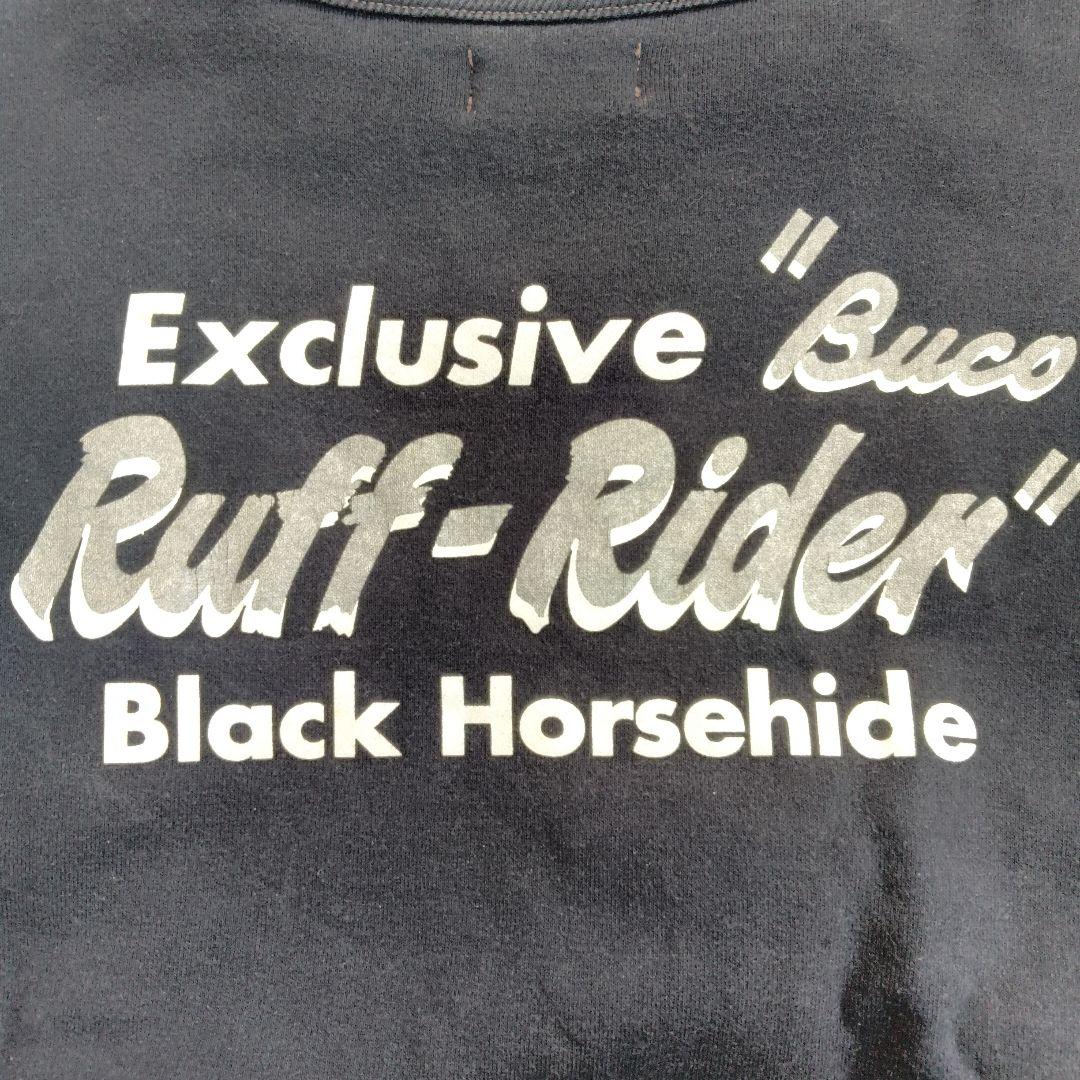 Exclusive "Buco
Ruff-Rider"
Black Horsehide